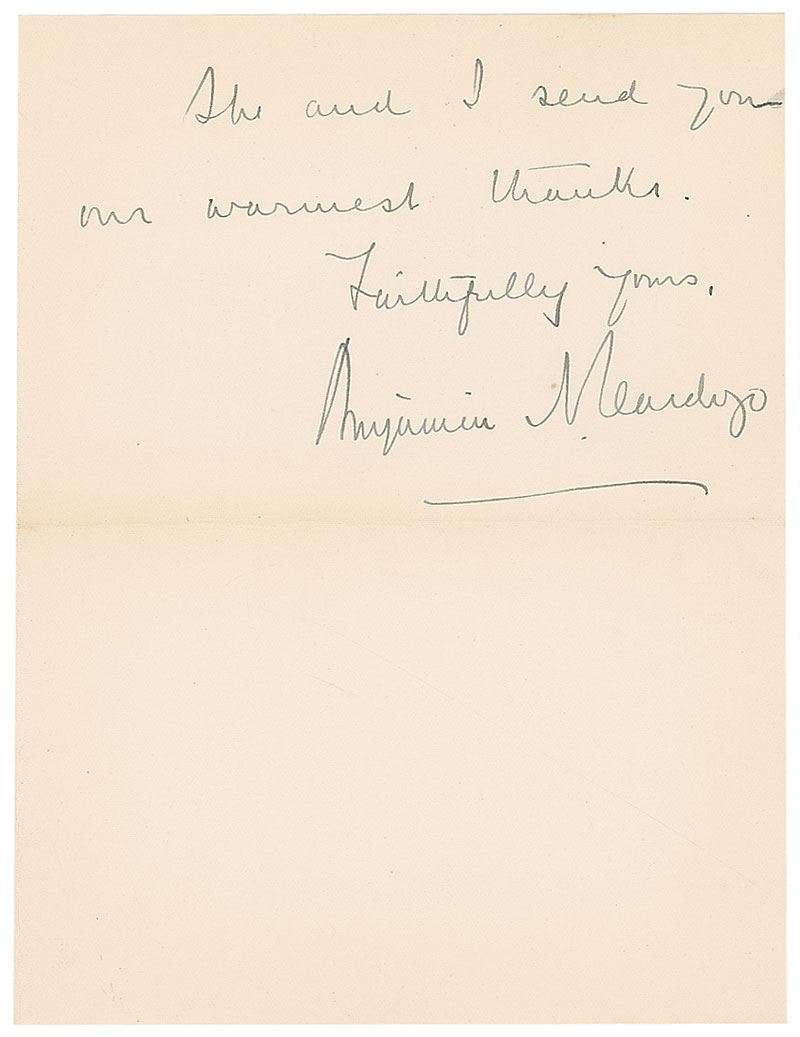 She and I send you
our warmest thanks.
Faithfully yours,
Benjamin N. Cardozo